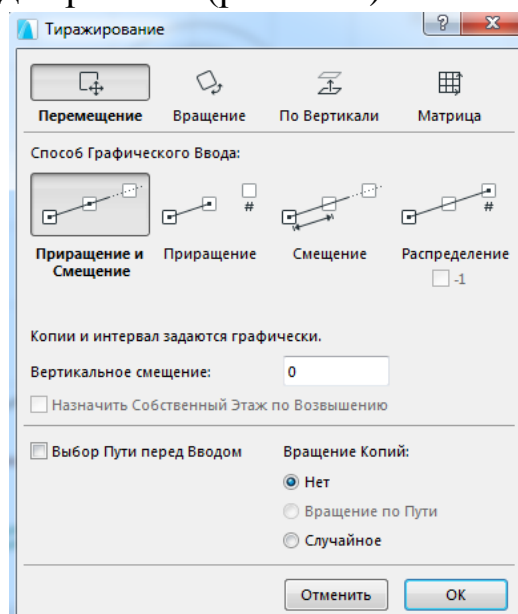 Тиражирование
Перемещение Вращение По Вертикали Матрица
Способ Графического Ввода:
# #
Приращение и Смещение Приращение Смещение Распределение
-1
Копии и интервал задаются графически.
Вертикальное смещение: 0
Назначить Собственный Этаж по Возвышению
Выбор Пути перед Вводом Вращение Копий:
Нет
Вращение по Пути
Случайное
Отменить OK